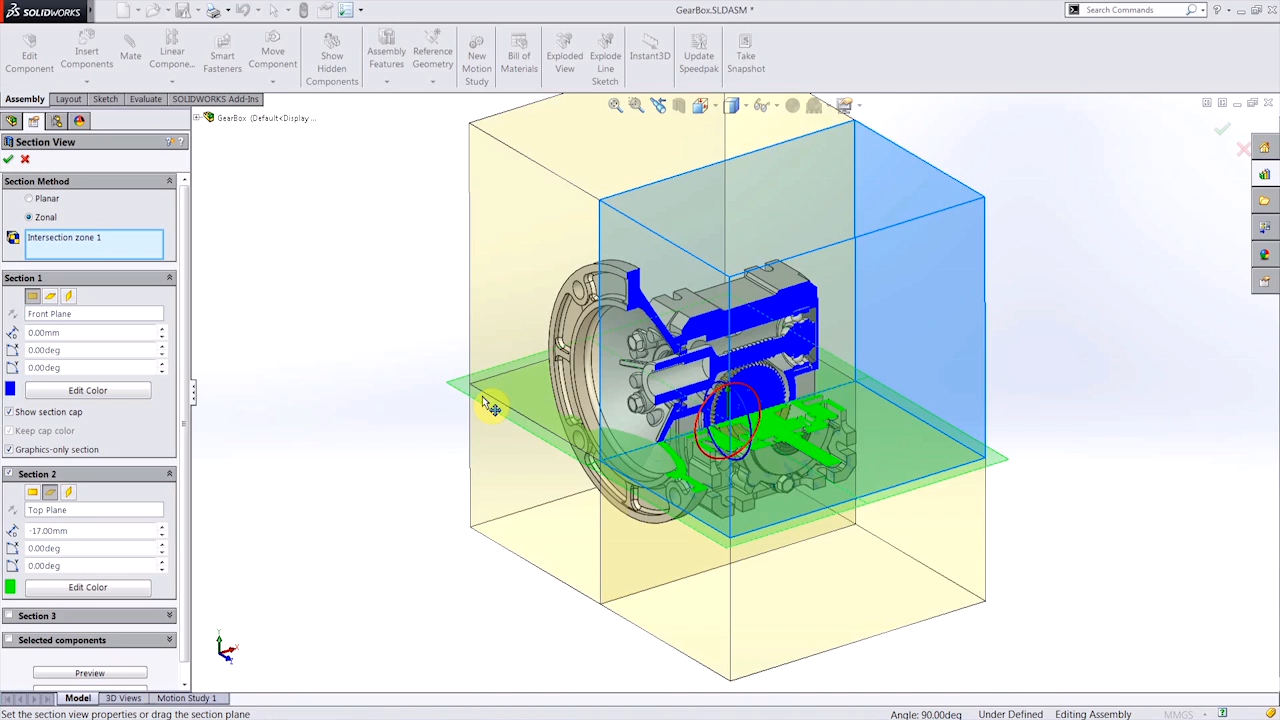 SOLIDWORKS
GearBox.SLDASM *
Search Commands
Edit Component
Insert Components
Mate
Linear Compone...
Smart Fasteners
Move Component
Show Hidden Components
Assembly Features
Reference Geometry
New Motion Study
Bill of Materials
Exploded View
Explode Line Sketch
Instant3D
Update Speedpak
Take Snapshot
Assembly
Layout
Sketch
Evaluate
SOLIDWORKS Add-Ins
GearBox (Default<Display ...
Section View
Section Method
Planar
Zonal
Intersection zone 1
Section 1
Front Plane
0.00mm
0.00deg
0.00deg
Edit Color
Show section cap
Keep cap color
Graphics-only section
Section 2
Top Plane
-17.00mm
0.00deg
0.00deg
Edit Color
Section 3
Selected components
Preview
Y
X
Z
Model
3D Views
Motion Study 1
Set the section view properties or drag the section plane
Angle: 90.00deg
Under Defined
Editing Assembly
MMGS